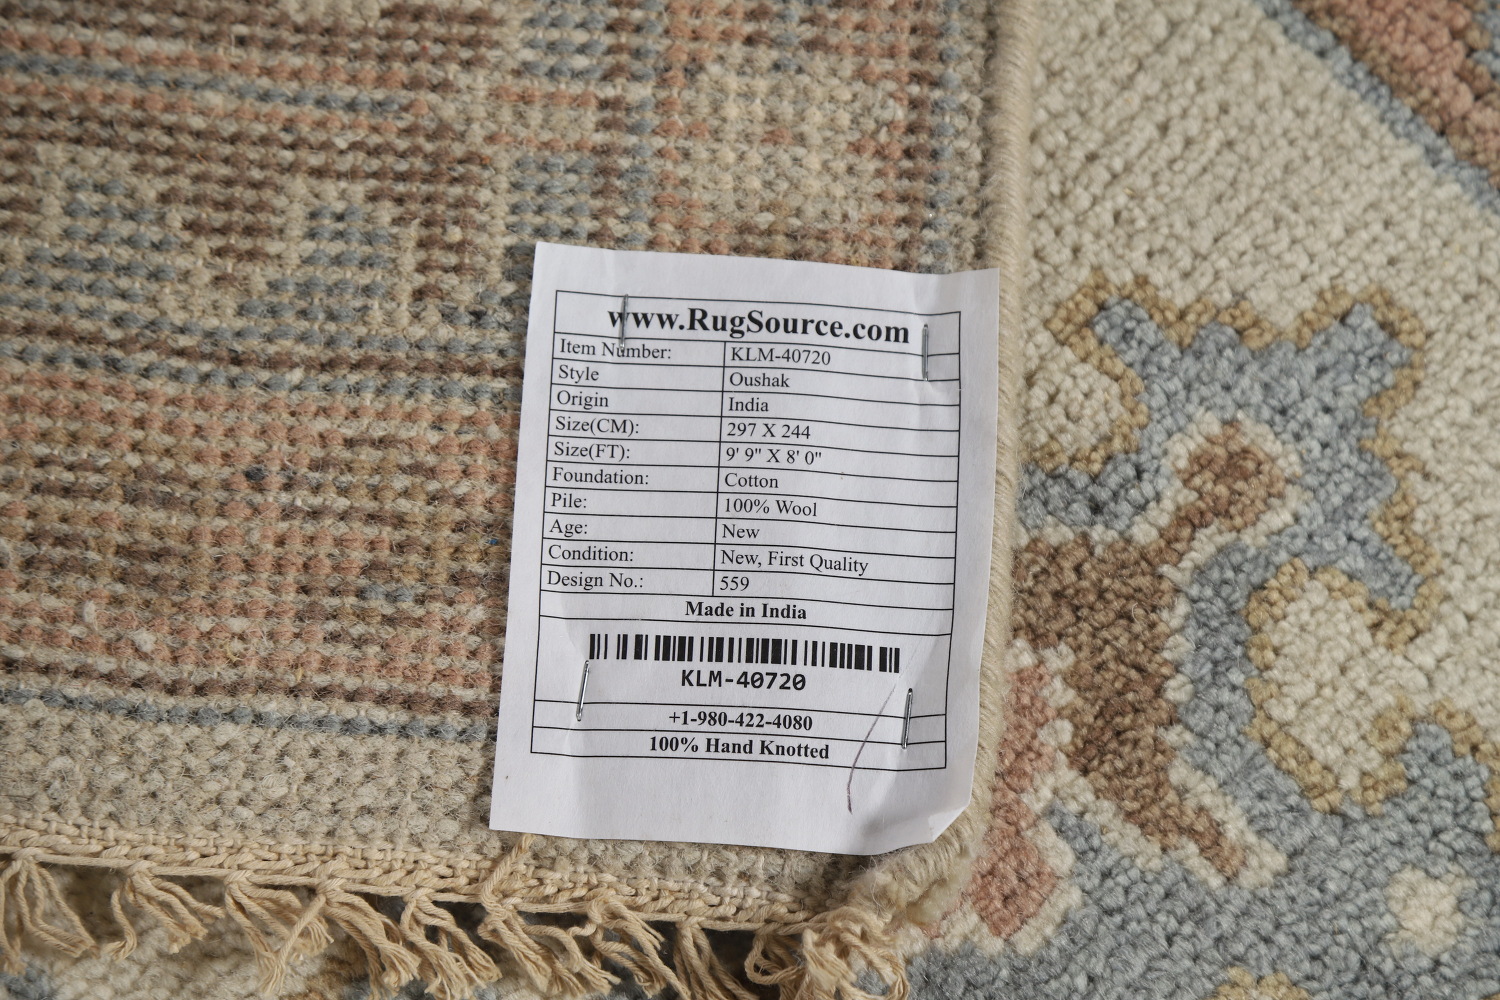 www.RugSource.com
Item Number: KLM-40720
Style Oushak
Origin India
Size(CM): 297 X 244
Size(FT): 9' 9" X 8' 0"
Foundation: Cotton
Pile: 100% Wool
Age: New
Condition: New, First Quality
Design No.: 559
Made in India
KLM-40720
+1-980-422-4080
100% Hand Knotted